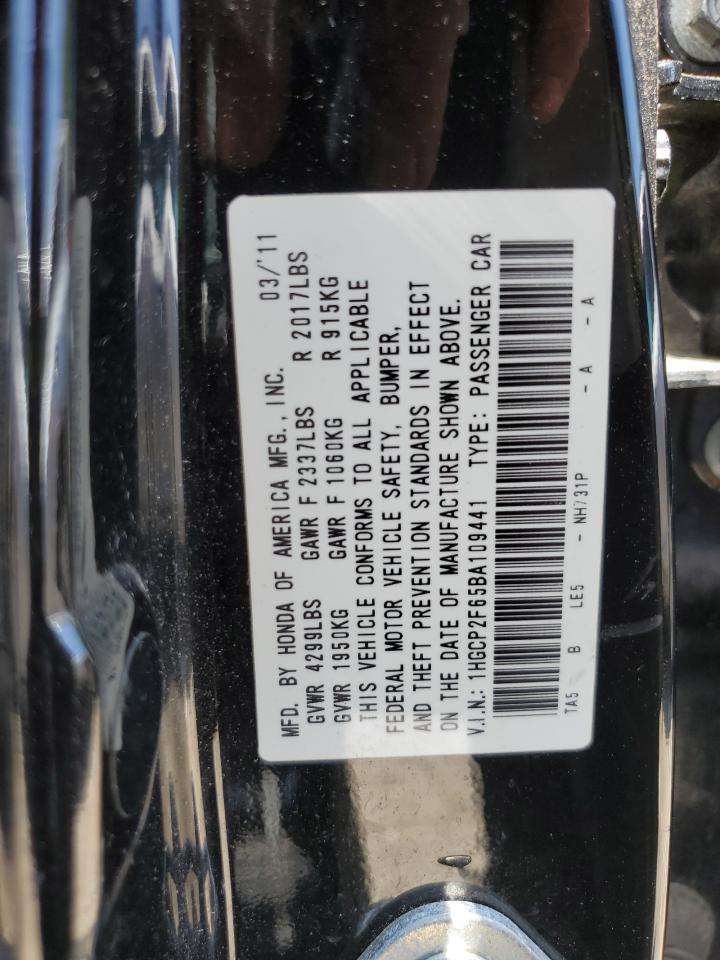 MFD. BY HONDA OF AMERICA MFG., INC. 03/'11
GVWR 4299LBS GAWR F 2337LBS R 2017LBS
GVWR 1950KG GAWR F 1060KG R 915KG
THIS VEHICLE CONFORMS TO ALL APPLICABLE
FEDERAL MOTOR VEHICLE SAFETY, BUMPER,
AND THEFT PREVENTION STANDARDS IN EFFECT
ON THE DATE OF MANUFACTURE SHOWN ABOVE.
V.I.N.: 1HGCP2F65BA109441 TYPE: PASSENGER CAR
TA5 B LE5 - NH731P - A - A